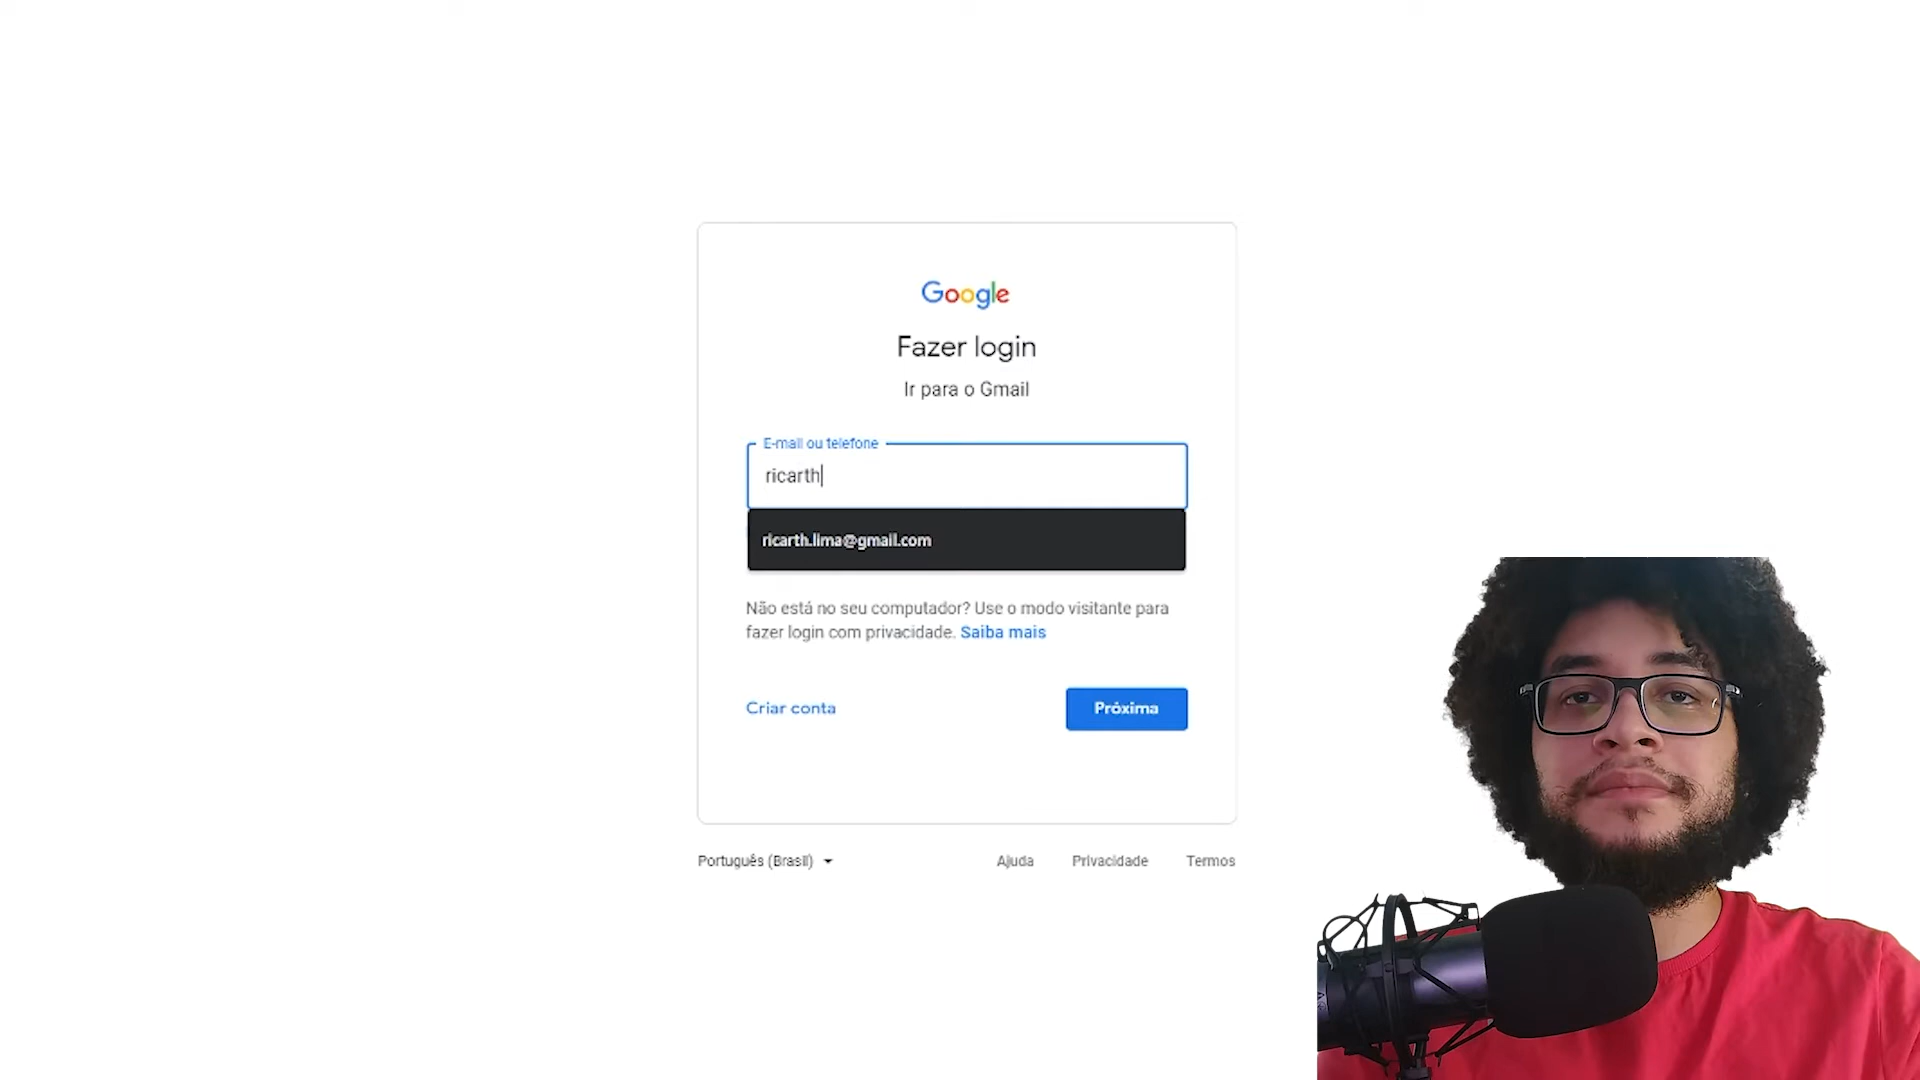 Google
Fazer login
Ir para o Gmail
E-mail ou telefone
ricarth
ricarth.lima@gmail.com
Não está no seu computador? Use o modo visitante para
fazer login com privacidade. Saiba mais
Criar conta
Próxima
Português (Brasil)
Ajuda
Privacidade
Termos